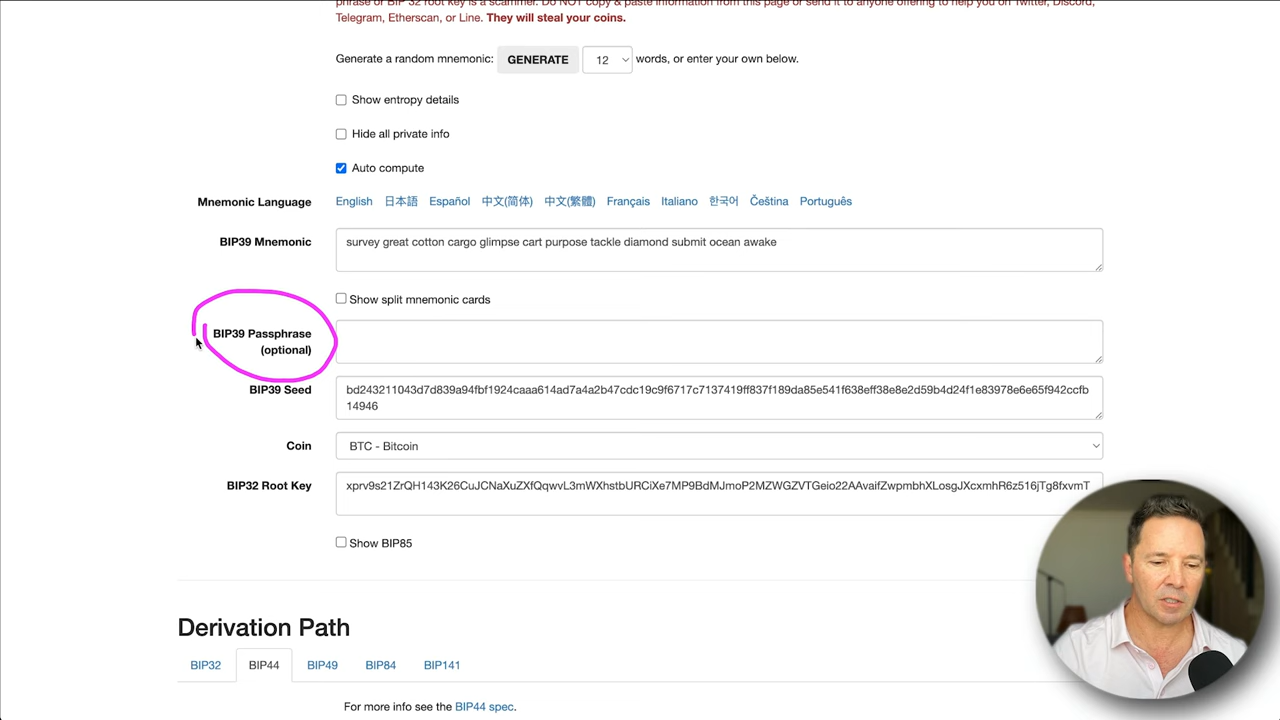 phrase or BIP 32 root key is a scammer. Do NOT copy & paste information from this page or send it to anyone offering to help you on Twitter, Discord,
Telegram, Etherscan, or Line. They will steal your coins.
Generate a random mnemonic: GENERATE 12 words, or enter your own below.
Show entropy details
Hide all private info
Auto compute
Mnemonic Language English 日本語 Español 中文(简体) 中文(繁體) Français Italiano 한국어 Čeština Português
BIP39 Mnemonic survey great cotton cargo glimpse cart purpose tackle diamond submit ocean awake
Show split mnemonic cards
BIP39 Passphrase
(optional)
BIP39 Seed bd243211043d7d839a94fbf1924caaa614ad7a4a2b47cdc19c9f6717c7137419ff837f189da85e541f638eff38e8e2d59b4d24f1e83978e6e65f942ccfb
14946
Coin BTC - Bitcoin
BIP32 Root Key xprv9s21ZrQH143K26CuJCNaXuZXfQqwvL3mWXhstbURCiXe7MP9BdMJmoP2MZWGZVTGeio22AAvaifZwpmbhXLosgJXcxmhR6z516jTg8fxvmT
Show BIP85
Derivation Path
BIP32 BIP44 BIP49 BIP84 BIP141
For more info see the BIP44 spec.